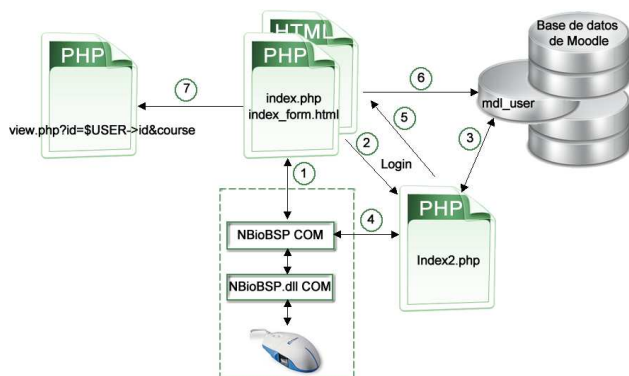 PHP
HTML
PHP
Base de datos
de Moodle
7
6
index.php
index_form.html
mdl_user
view.php?id=$USER->id&course
5
2
3
Login
1
PHP
4
NBioBSP COM
Index2.php
NBioBSP.dll COM